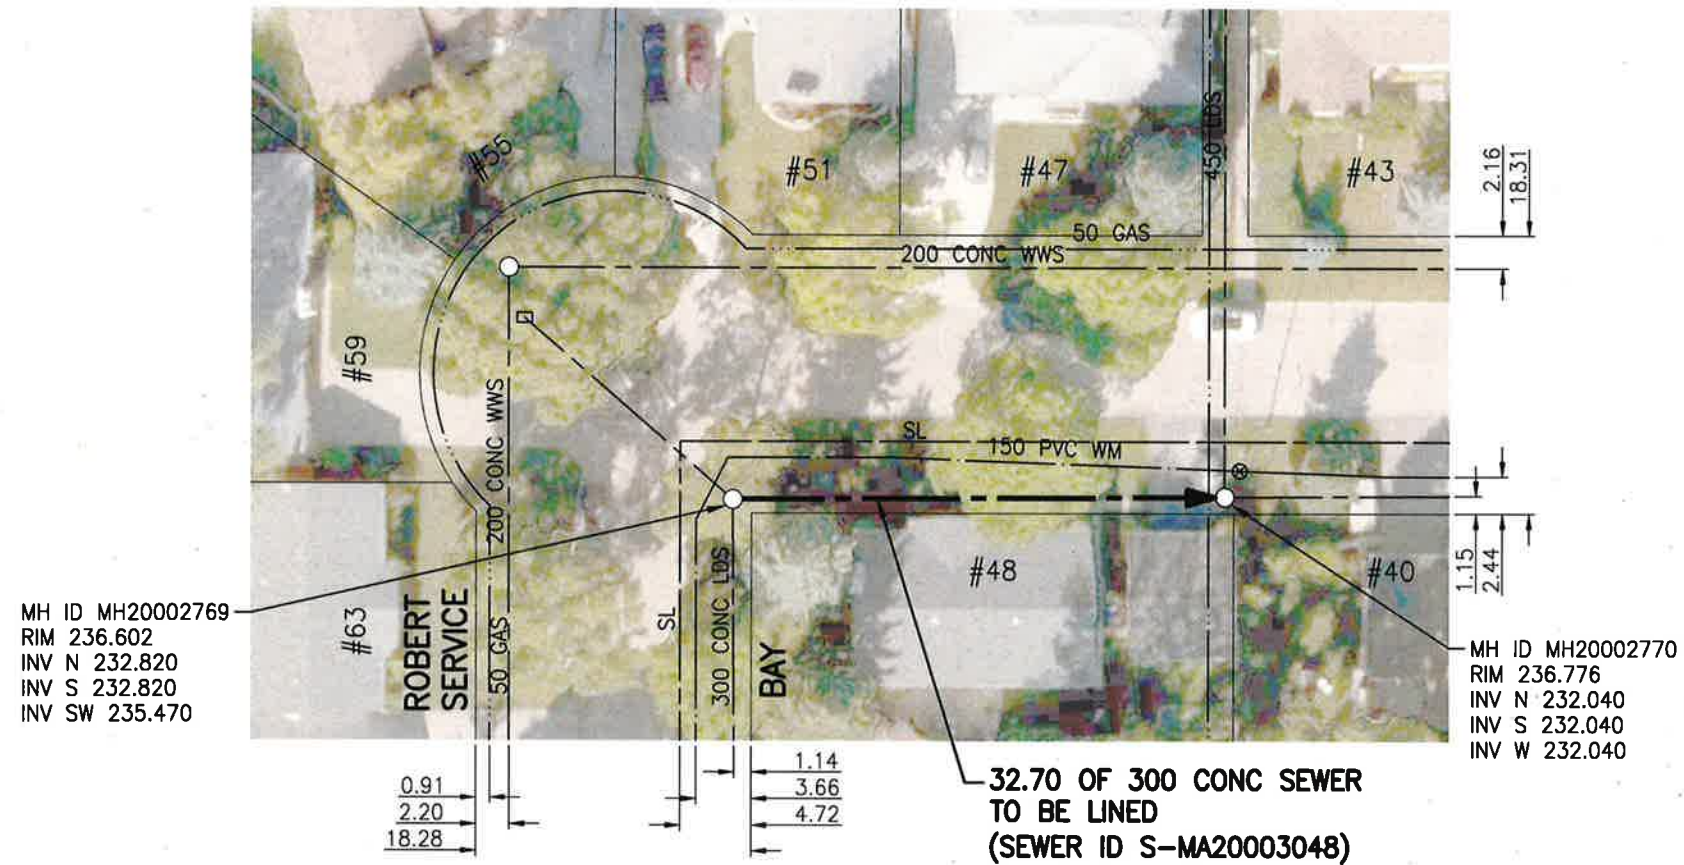 #55
#51
#47
450 LDS
#43
2.16
18.31
50 GAS
200 CONC WWS
#59
200 CONC WWS
SL
150 PVC WM
#48
#40
1.15
2.44
MH ID MH20002769
RIM 236.602
INV N 232.820
INV S 232.820
INV SW 235.470
#63
ROBERT
SERVICE
50 GAS
SL
300 CONC LDS
BAY
MH ID MH20002770
RIM 236.776
INV N 232.040
INV S 232.040
INV W 232.040
0.91
2.20
18.28
1.14
3.66
4.72
32.70 OF 300 CONC SEWER
TO BE LINED
(SEWER ID S-MA20003048)